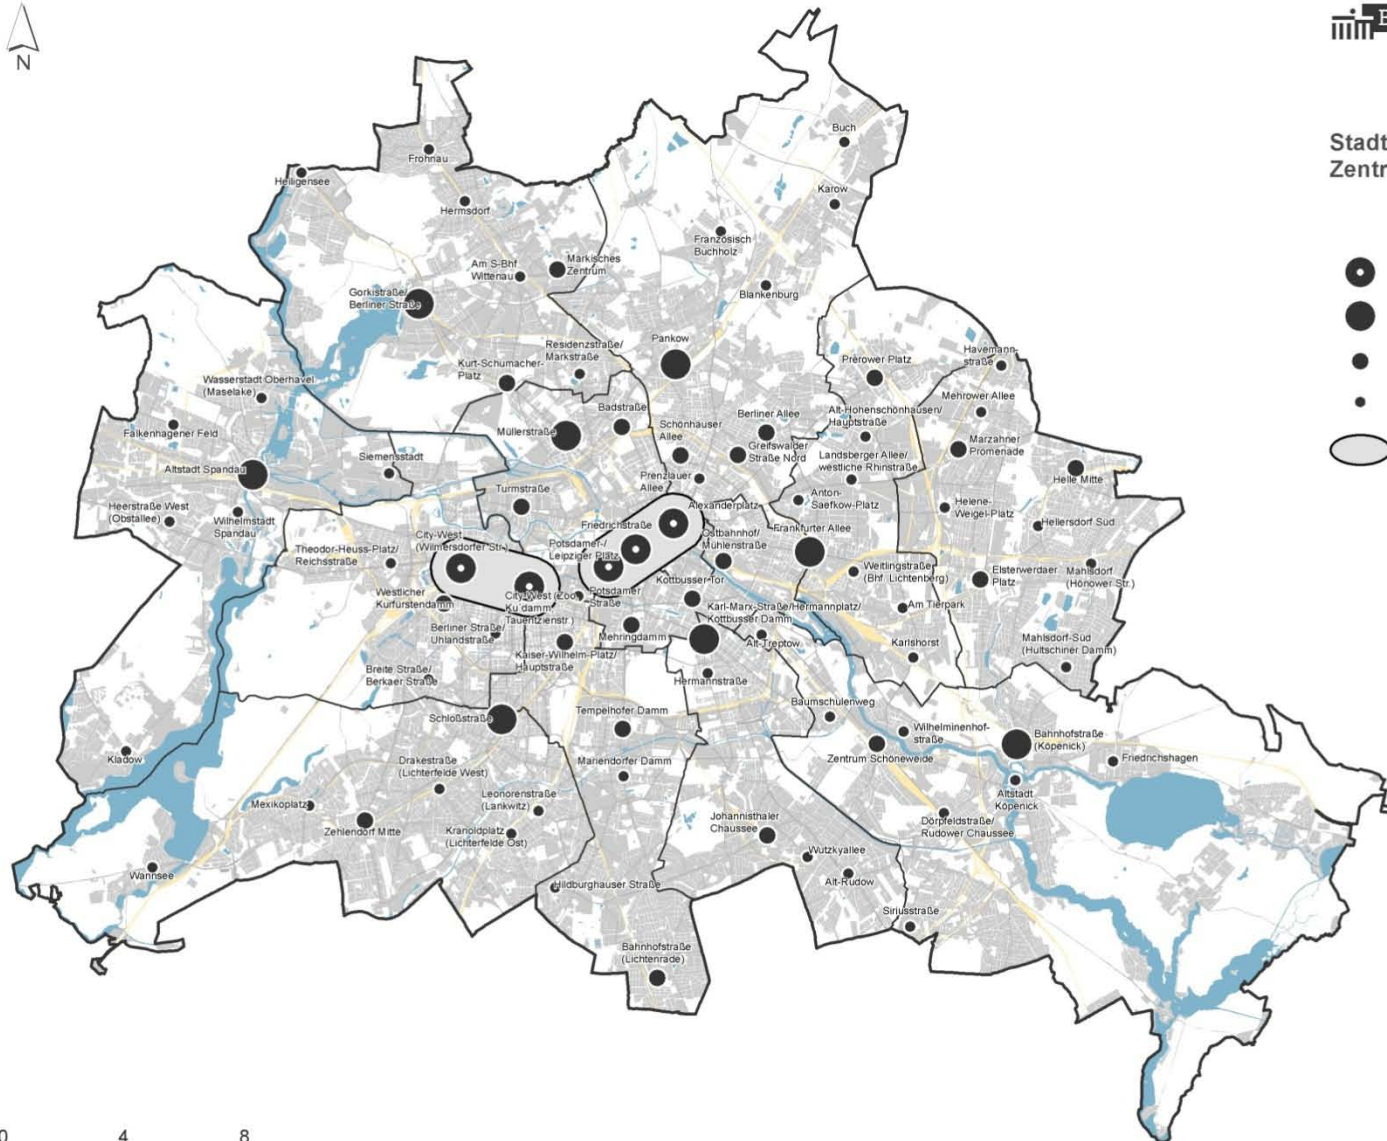 N
B
Stadt
Zentr
Buch
Frohnau
Heiligensee
Karow
Hermsdorf
Französisch
Buchholz
Am S-Bhf
Wittenau
Märkisches
Zentrum
Blankenburg
Gorkistraße/
Berliner Straße
Pankow
Residenzstraße/
Markstraße
Kurt-Schumacher-
Platz
Prerower Platz
Havemann-
straße
Wasserstadt Oberhavel
(Maselake)
Mehrower Allee
Badstraße
Berliner Allee
Alt-Hohenschönhausen/
Hauptstraße
Falkenhagener Feld
Müllerstraße
Schönhauser
Allee
Greifswalder
Straße Nord
Marzahner
Promenade
Landsberger Allee/
westliche Rhinstraße
Siemensstadt
Altstadt Spandau
Helle Mitte
Prenzlauer
Allee
Turmstraße
Anton-
Saefkow-Platz
Helene-
Weigel-Platz
Heerstraße West
(Obstallee)
Wilhelmstadt
Spandau
Alexanderplatz
Hellersdorf Süd
Friedrichstraße
Frankfurter Allee
City-West
(Wilmersdorfer Str.)
Ostbahnhof/
Mühlenstraße
Potsdamer-/
Leipziger Platz
Theodor-Heuss-Platz/
Reichsstraße
Weitlingstraße
(Bhf. Lichtenberg)
Elsterwerdaer
Platz
Mahlsdorf
(Hönower Str.)
Kottbusser Tor
Westlicher
Kurfürstendamm
City-West (Zoo,
Ku'damm,
Tauentzienstr.)
Potsdamer
Straße
Karl-Marx-Straße/Hermannplatz/
Kottbusser Damm
Am Tierpark
Berliner Straße/
Uhlandstraße
Mehringdamm
Alt-Treptow
Karlshorst
Mahlsdorf-Süd
(Hultschiner Damm)
Kaiser-Wilhelm-Platz/
Hauptstraße
Breite Straße/
Berkaer Straße
Hermannstraße
Schloßstraße
Tempelhofer Damm
Baumschulenweg
Wilhelminenhof-
straße
Bahnhofstraße
(Köpenick)
Kladow
Drakestraße
(Lichterfelde West)
Mariendorfer Damm
Zentrum Schöneweide
Friedrichshagen
Altstadt
Köpenick
Leonorenstraße
(Lankwitz)
Mexikoplatz
Zehlendorf Mitte
Kranoldplatz
(Lichterfelde Ost)
Johannisthaler
Chaussee
Dörpfeldstraße/
Rudower Chaussee
Wutzkyallee
Wannsee
Alt-Rudow
Hildburghauser Straße
Siriusstraße
Bahnhofstraße
(Lichtenrade)
0 4 8